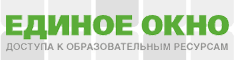 ЕДИНОЕ ОКНО
ДОСТУПА К ОБРАЗОВАТЕЛЬНЫМ РЕСУРСАМ